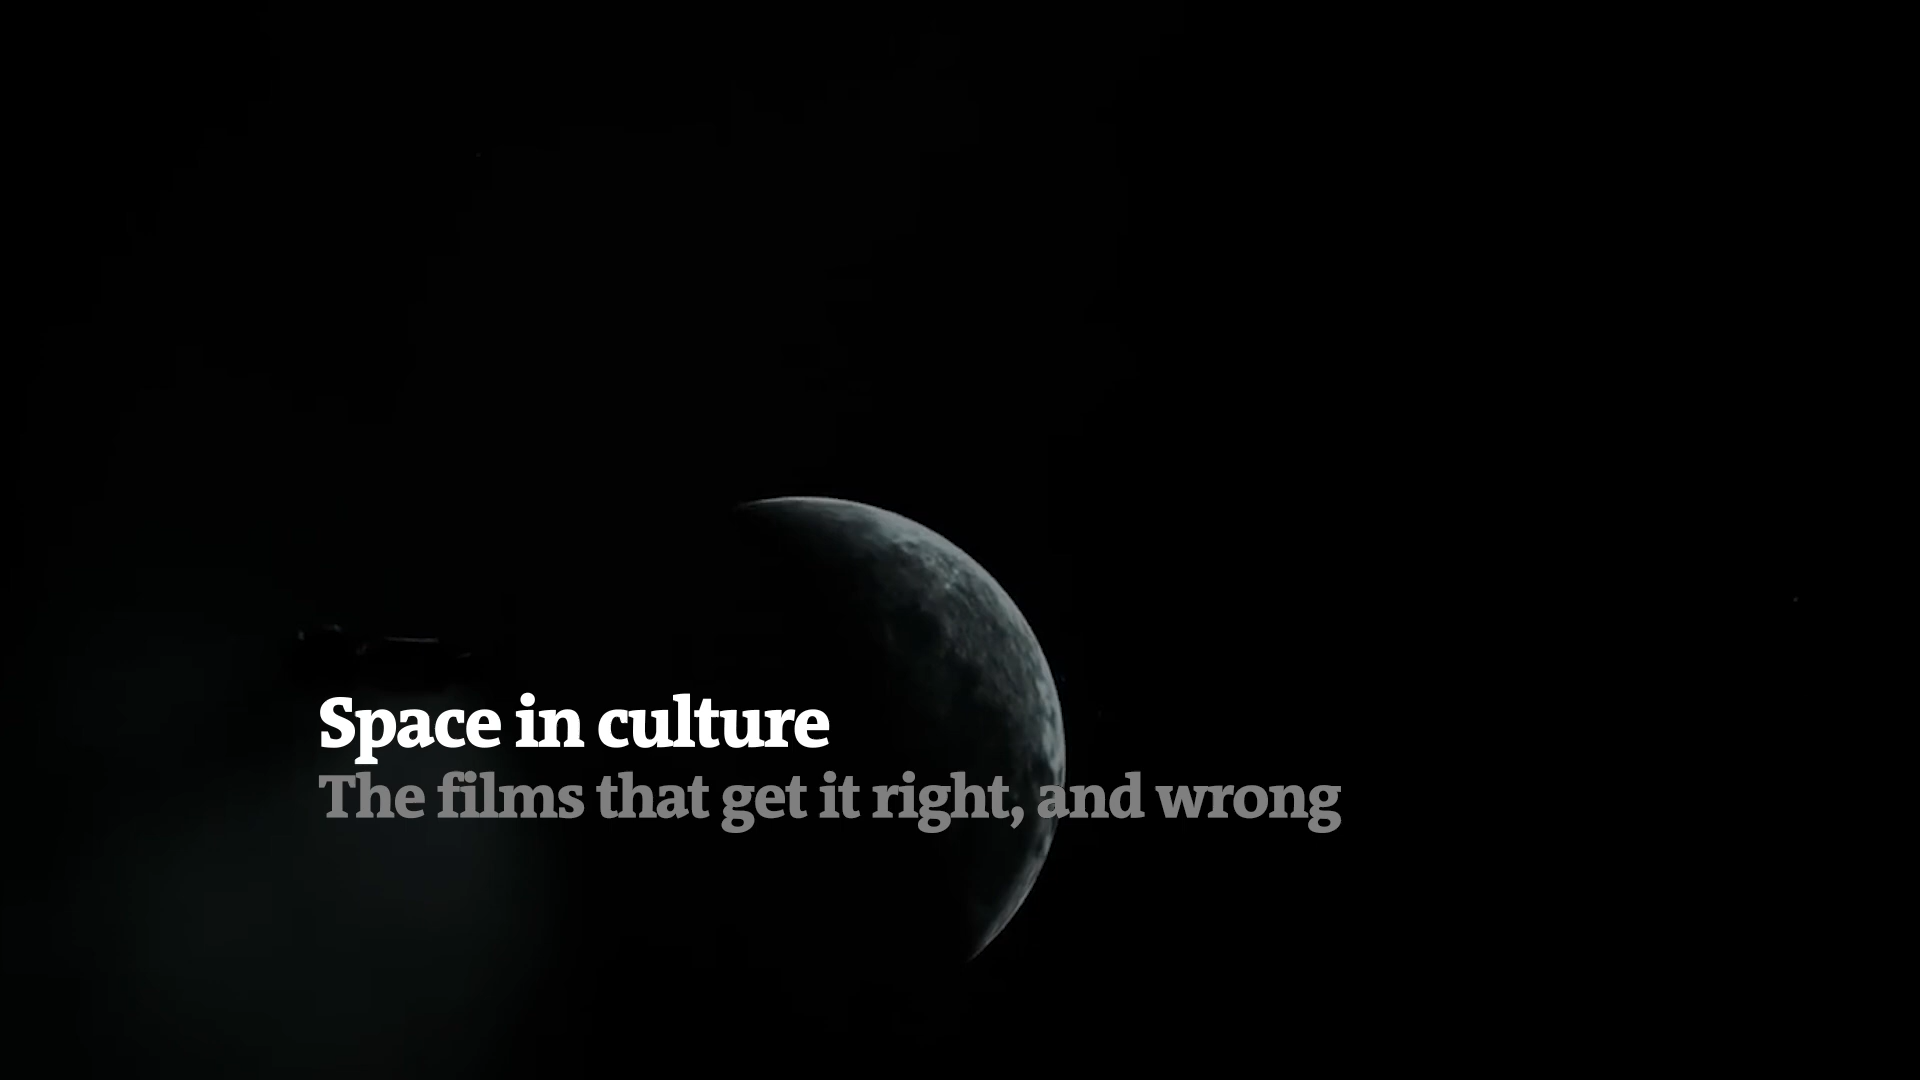 Space in culture
The films that get it right, and wrong